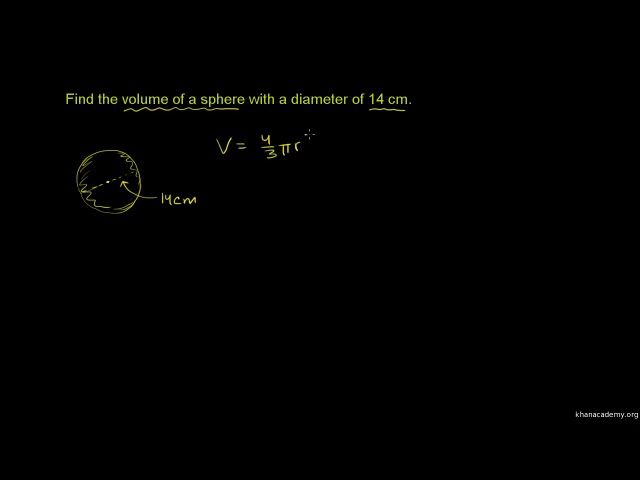 Find the volume of a sphere with a diameter of 14 cm.
V = 4/3 πr
14cm
khanacademy.org